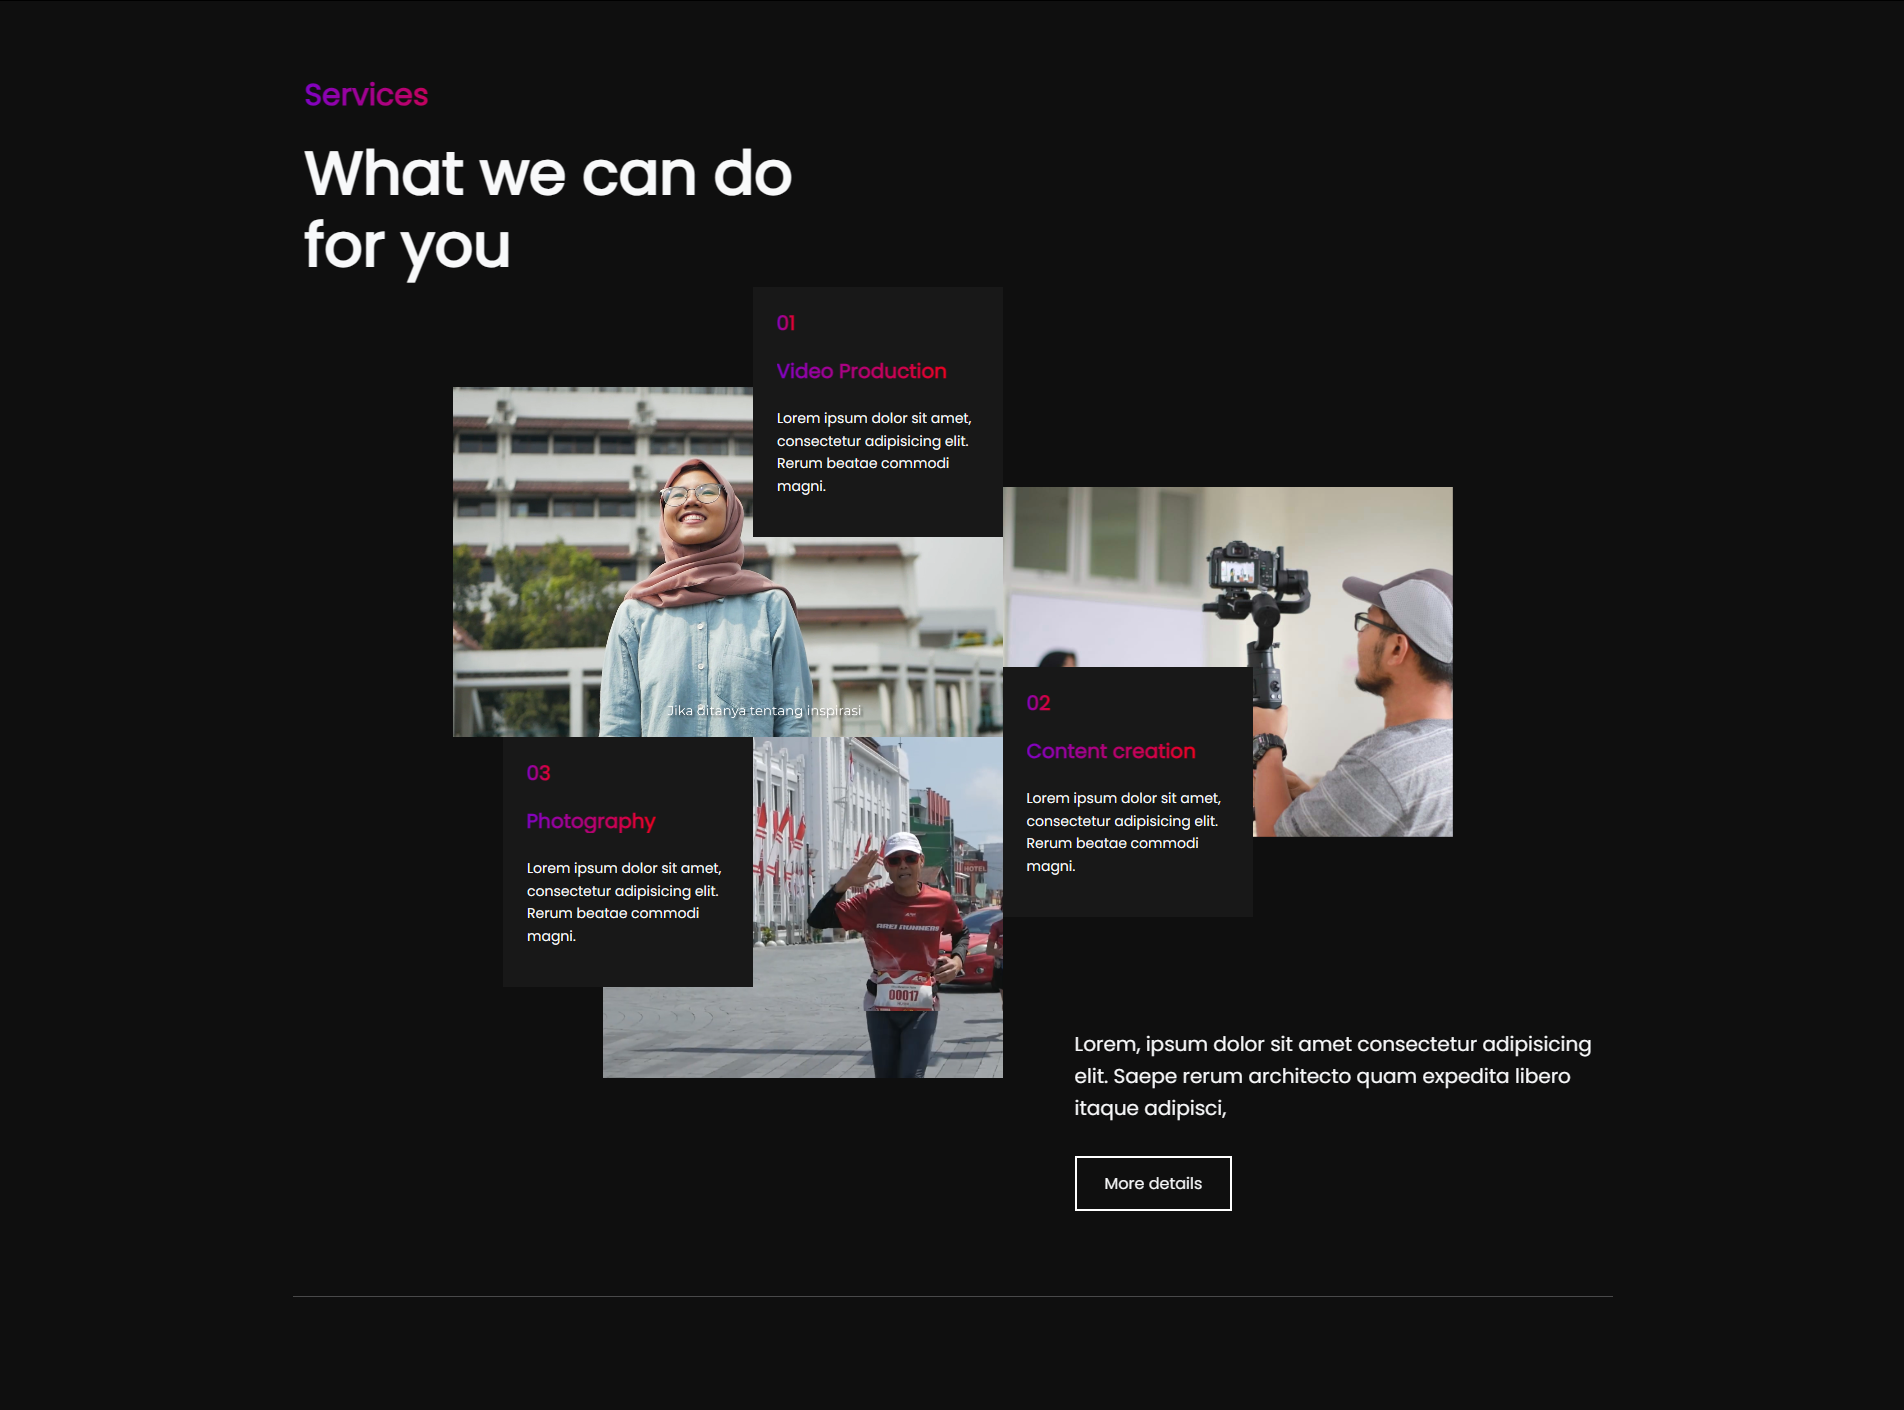 Services
What we can do
for you
01
Video Production
Lorem ipsum dolor sit amet,
consectetur adipisicing elit.
Rerum beatae commodi
magni.
Jika ditanya tentang inspirasi
02
Content creation
Lorem ipsum dolor sit amet,
consectetur adipisicing elit.
Rerum beatae commodi
magni.
03
Photography
Lorem ipsum dolor sit amet,
consectetur adipisicing elit.
Rerum beatae commodi
magni.
HOTEL
AREI RUNNERS
00017
Lorem, ipsum dolor sit amet consectetur adipisicing
elit. Saepe rerum architecto quam expedita libero
itaque adipisci,
More details